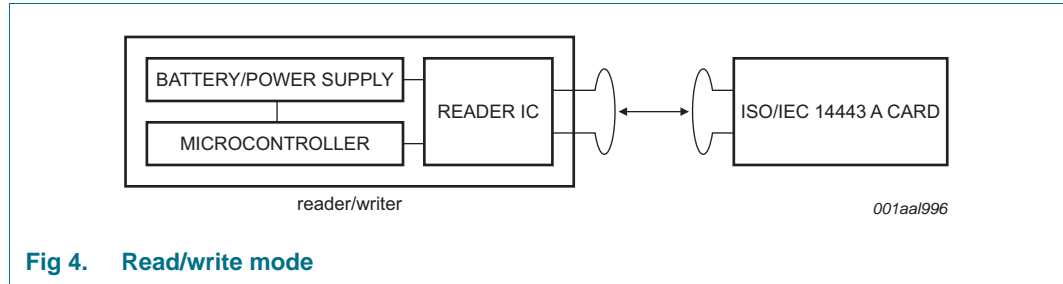 BATTERY/POWER SUPPLY
READER IC
ISO/IEC 14443 A CARD
MICROCONTROLLER
reader/writer
001aal996
Fig 4. Read/write mode